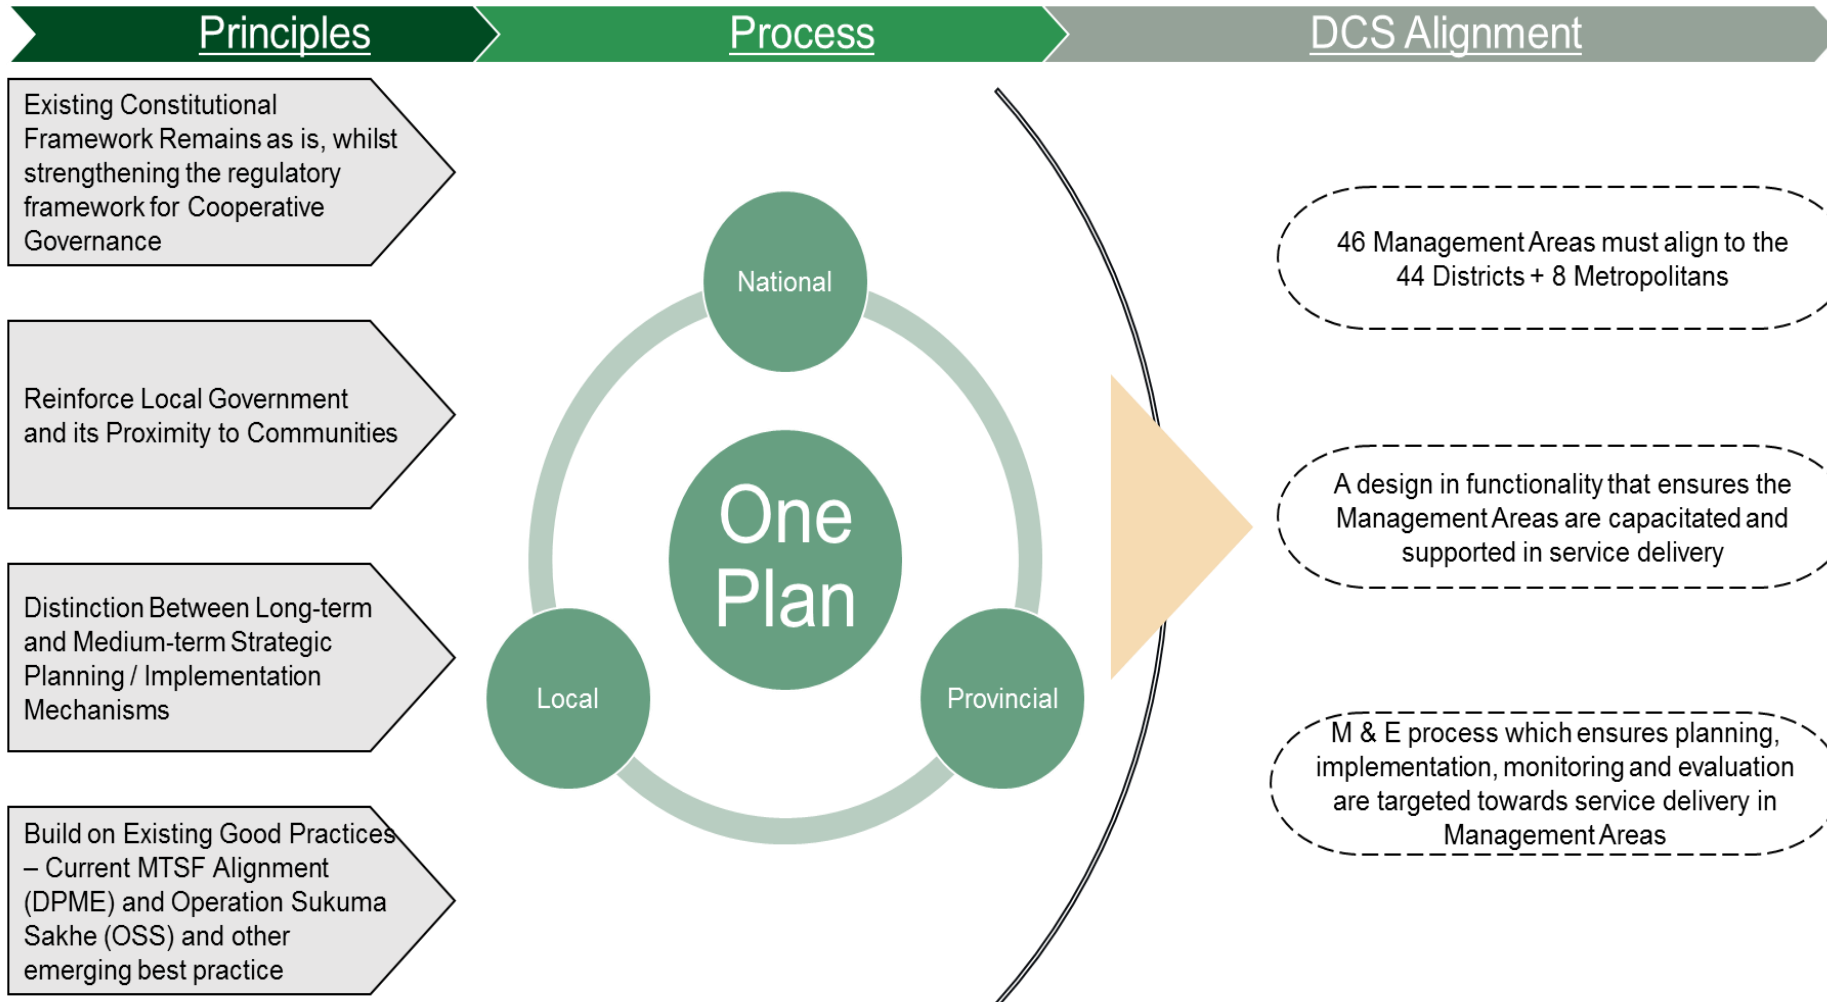 Principles
Process
DCS Alignment
Existing Constitutional
Framework Remains as is, whilst
strengthening the regulatory
framework for Cooperative
Governance
Reinforce Local Government
and its Proximity to Communities
Distinction Between Long-term
and Medium-term Strategic
Planning / Implementation
Mechanisms
Build on Existing Good Practices
– Current MTSF Alignment
(DPME) and Operation Sukuma
Sakhe (OSS) and other
emerging best practice
National
One
Plan
Local
Provincial
46 Management Areas must align to the
44 Districts + 8 Metropolitans
A design in functionality that ensures the
Management Areas are capacitated and
supported in service delivery
M & E process which ensures planning,
implementation, monitoring and evaluation
are targeted towards service delivery in
Management Areas